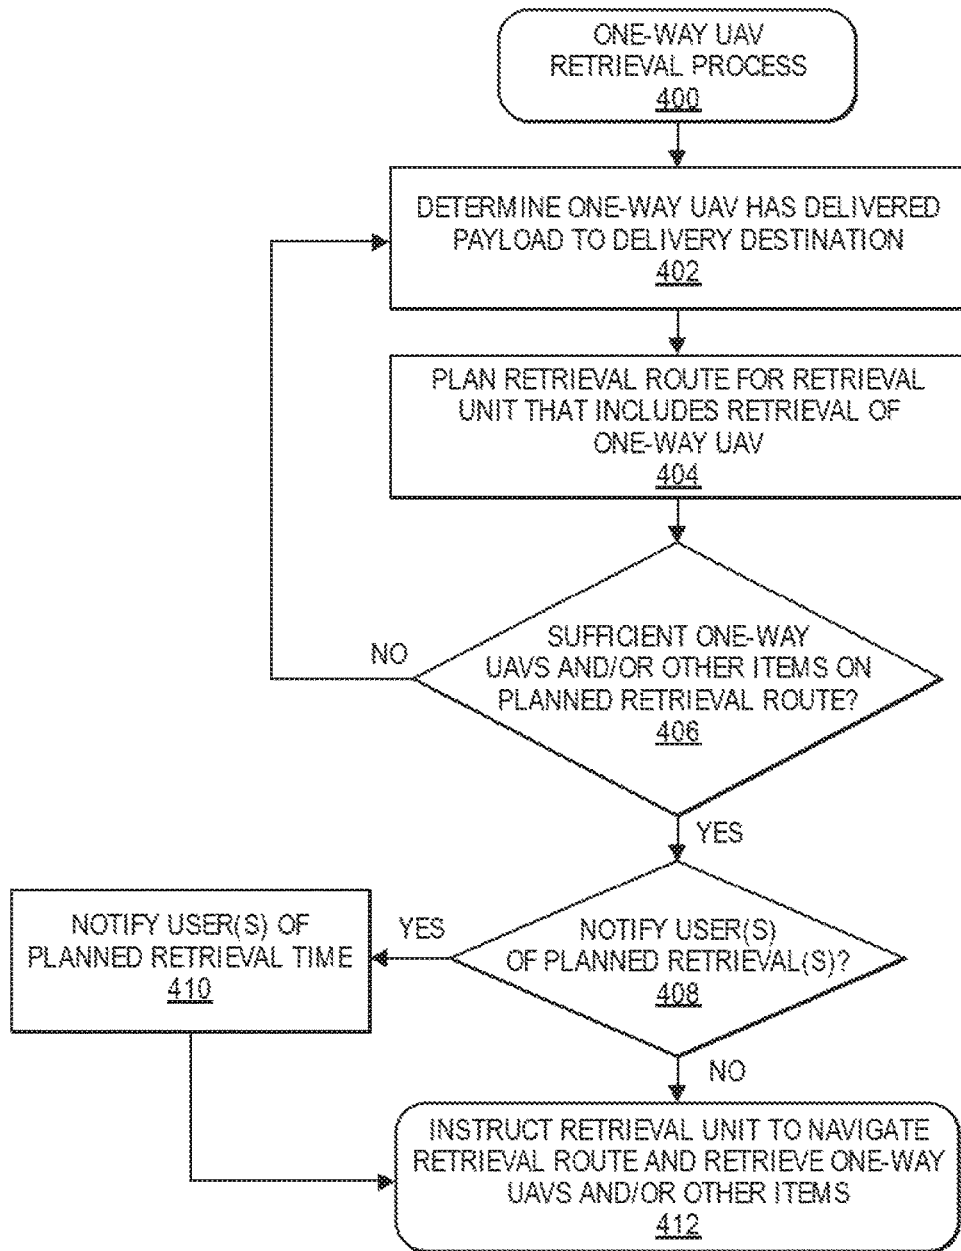 ONE-WAY UAV
RETRIEVAL PROCESS
400
DETERMINE ONE-WAY UAV HAS DELIVERED
PAYLOAD TO DELIVERY DESTINATION
402
PLAN RETRIEVAL ROUTE FOR RETRIEVAL
UNIT THAT INCLUDES RETRIEVAL OF
ONE-WAY UAV
404
NO
SUFFICIENT ONE-WAY
UAVS AND/OR OTHER ITEMS ON
PLANNED RETRIEVAL ROUTE?
406
YES
NOTIFY USER(S)
OF PLANNED RETRIEVAL(S)?
408
YES
NOTIFY USER(S) OF
PLANNED RETRIEVAL TIME
410
NO
INSTRUCT RETRIEVAL UNIT TO NAVIGATE
RETRIEVAL ROUTE AND RETRIEVE ONE-WAY
UAVS AND/OR OTHER ITEMS
412